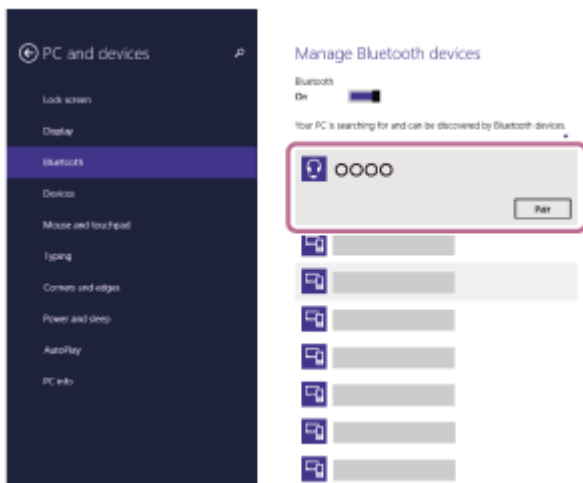 PC and devices
Lock screen
Display
Bluetooth
Devices
Mouse and touchpad
Typing
Corners and edges
Power and sleep
AutoPlay
PC info
Manage Bluetooth devices
Bluetooth
On
Your PC is searching for and can be discovered by Bluetooth devices.
OOOO
Pair